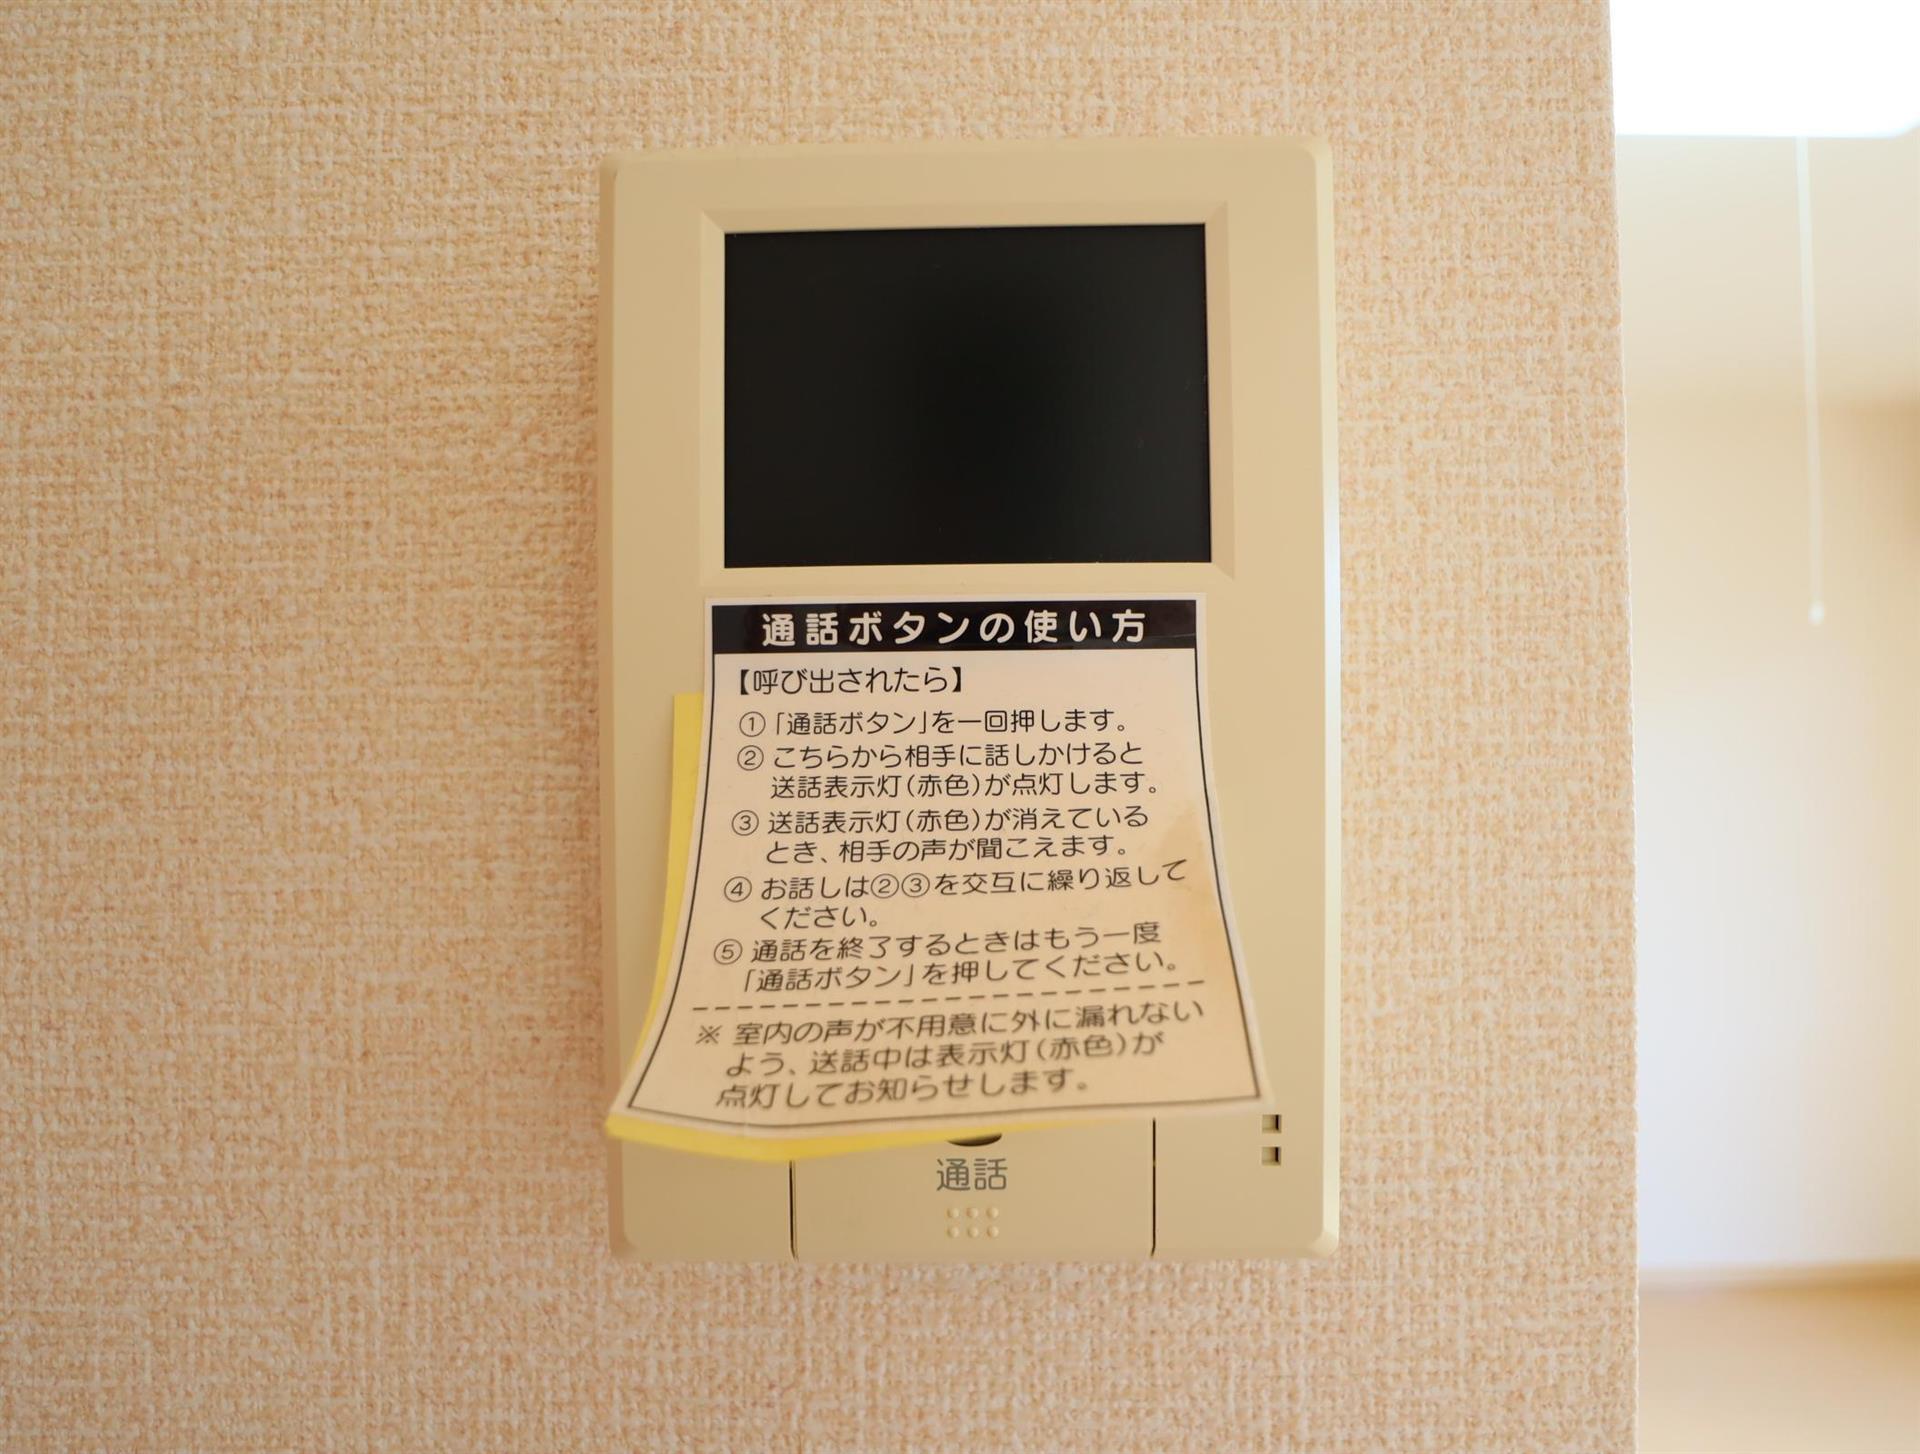 通話ボタンの使い方
【呼び出されたら】
①「通話ボタン」を一回押します。
②こちらから相手に話しかけると
送話表示灯(赤色)が点灯します。
③送話表示灯(赤色)が消えている
とき、相手の声が聞こえます。
④お話しは②③を交互に繰り返して
ください。
⑤通話を終了するときはもう一度
「通話ボタン」を押してください。
※室内の声が不用意に外に漏れない
よう、送話中は表示灯(赤色)が
点灯してお知らせします。
通話